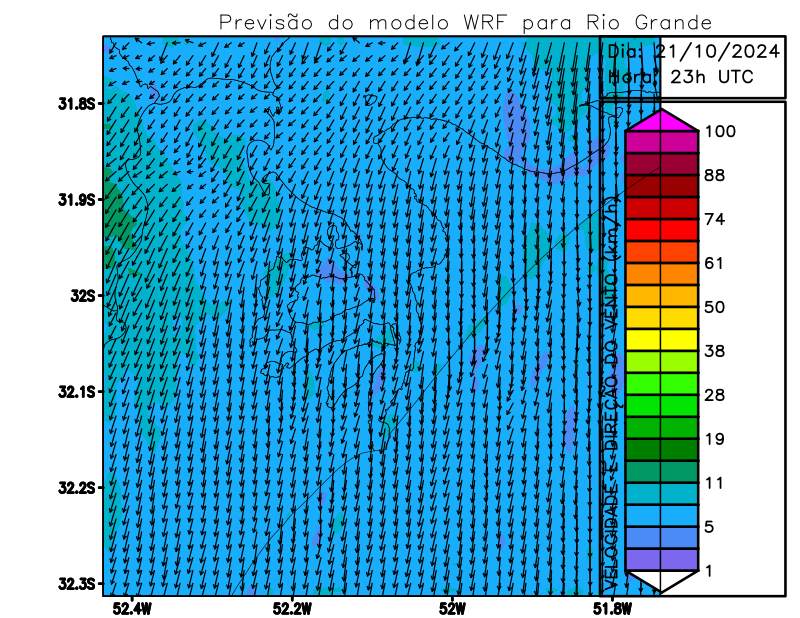 Previsão do modelo WRF para Rio Grande
Dia: 21/10/2024
Hora: 23h UTC
31.8S
31.9S
32S
32.1S
32.2S
32.3S
52.4W
52.2W
52W
51.8W
VELOCIDADE E DIREÇÃO DO VENTO (km/h)
100
88
74
61
50
38
28
19
11
5
1